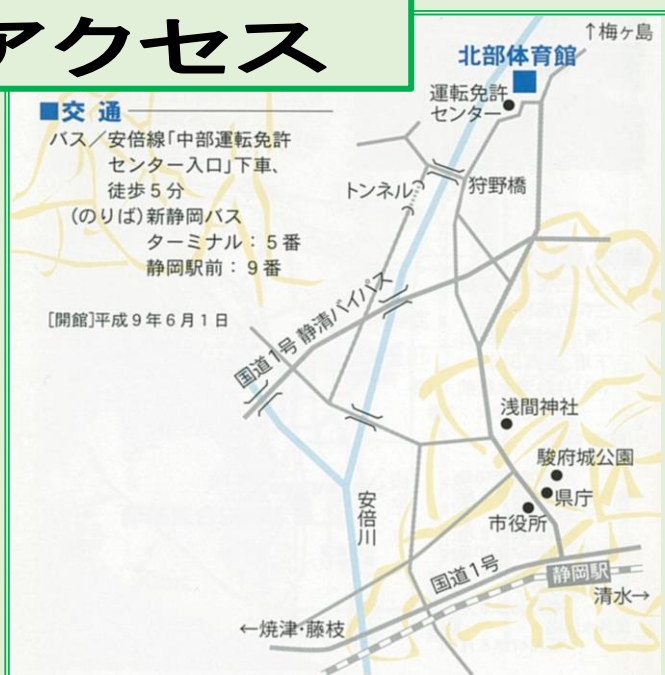 アクセス
■交 通
バス／安倍線「中部運転免許
センター入口」下車、
徒歩5分
(のりば)新静岡バス
ターミナル：5番
静岡駅前：9番
[開館]平成9年6月1日
↑梅ヶ島
北部体育館
運転免許
センター
トンネル
狩野橋
国道1号 静清バイパス
浅間神社
駿府城公園
県庁
市役所
安倍川
国道1号
静岡駅
清水→
←焼津・藤枝